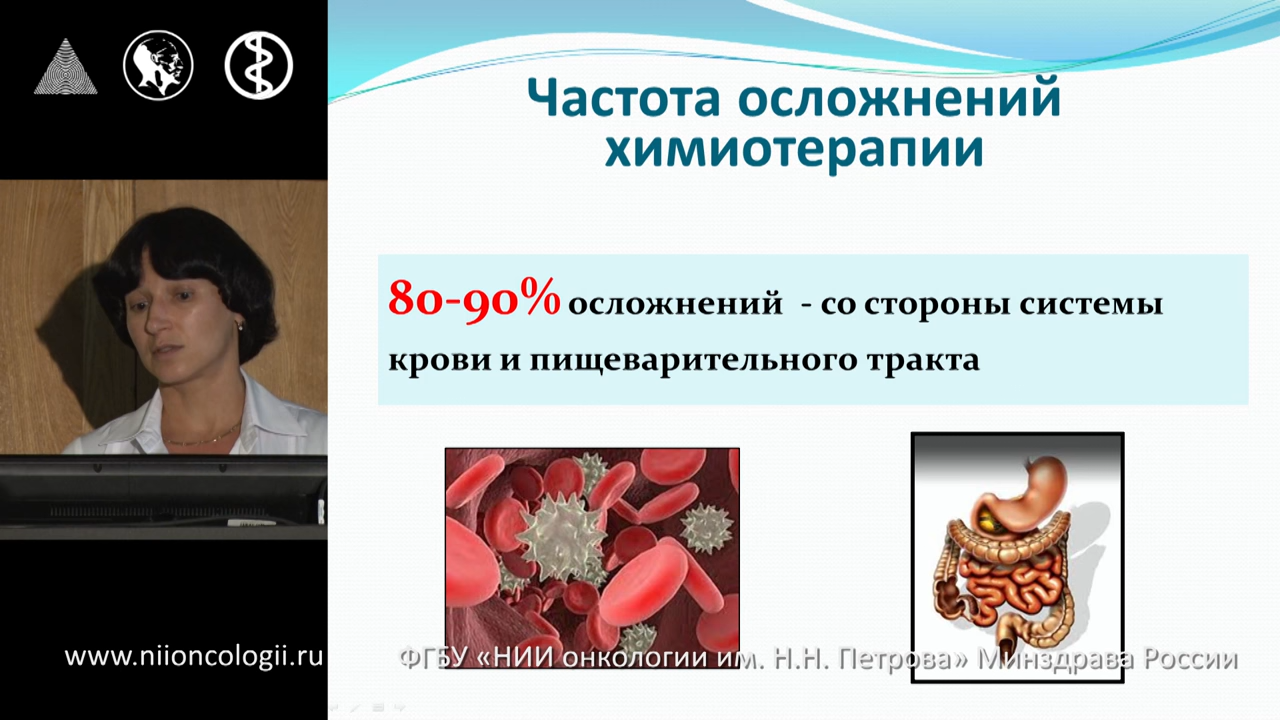 Частота осложнений
химиотерапии
80-90% осложнений - со стороны системы
крови и пищеварительного тракта
www.niioncologii.ru
ФГБУ «НИИ онкологии им. Н.Н. Петрова» Минздрава России